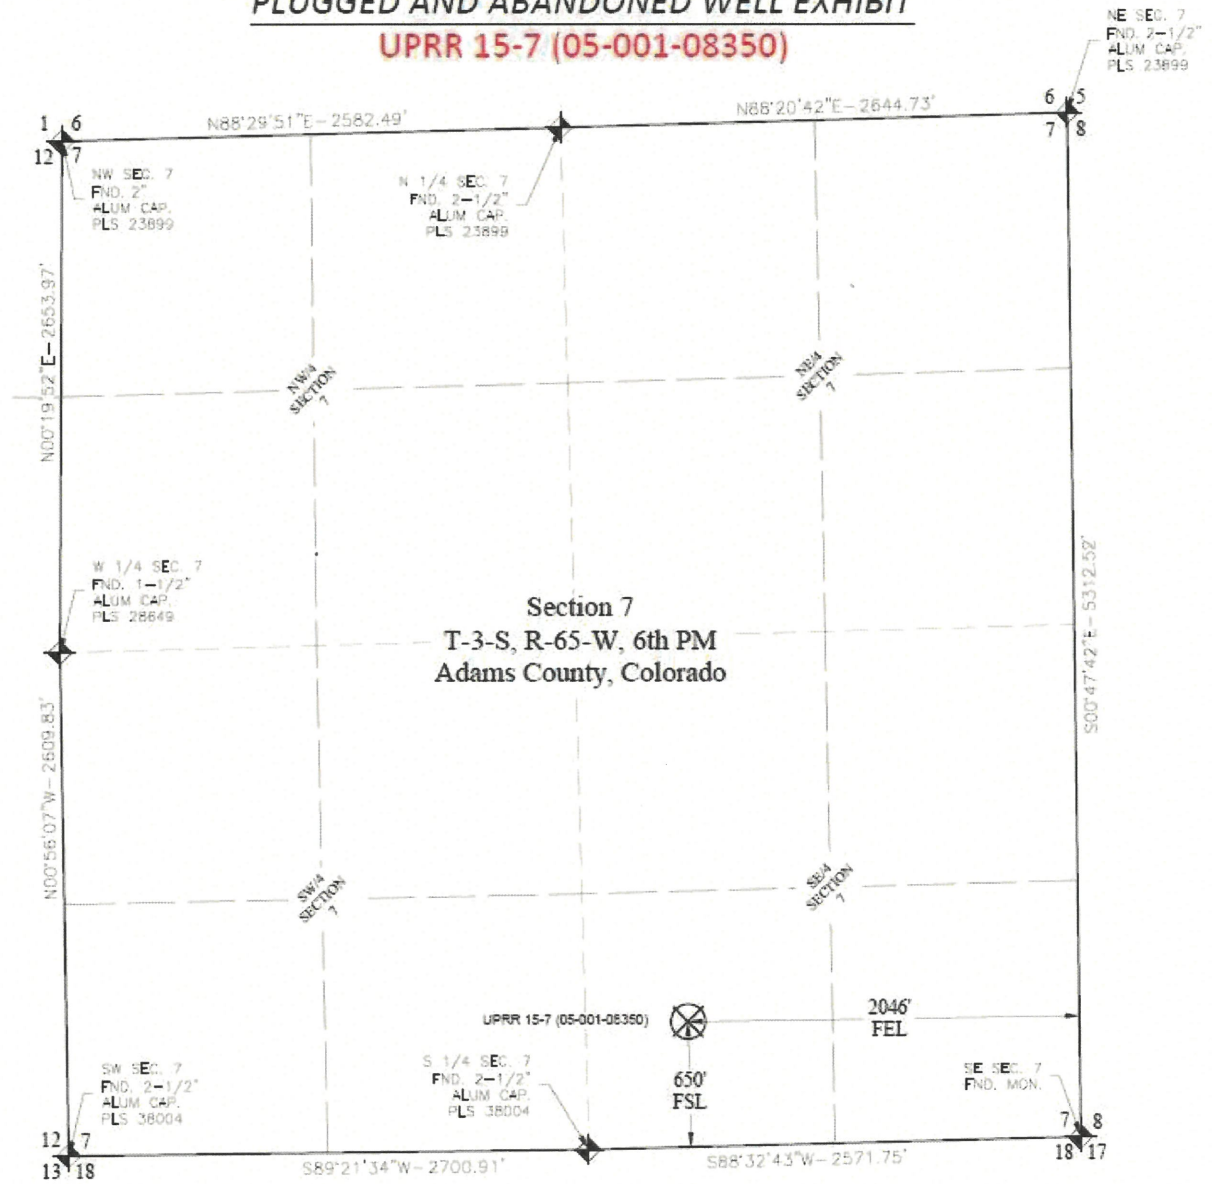 PLUGGED AND ABANDONED WELL EXHIBIT
UPRR 15-7 (05-001-08350)
NE SEC. 7
FND. 2-1/2"
ALUM CAP.
PLS 23899
1 6
12 7
N88°29'51"E-2582.49'
N88°20'42"E-2644.73'
6 5
7 8
NW SEC. 7
FND. 2"
ALUM CAP.
PLS 23899
N 1/4 SEC. 7
FND. 2-1/2"
ALUM CAP.
PLS 23899
N00°19'52"E-2653.97'
NW/4
SECTION
7
NE/4
SECTION
7
W 1/4 SEC. 7
FND. 1-1/2"
ALUM CAP.
PLS 28649
Section 7
T-3-S, R-65-W, 6th PM
Adams County, Colorado
S00°47'42"E-5312.52'
N00°56'07"W-2609.83'
SW/4
SECTION
7
SE/4
SECTION
7
UPRR 15-7 (05-001-08350)
2046'
FEL
650'
FSL
SW SEC. 7
FND. 2-1/2"
ALUM CAP.
PLS 38004
S 1/4 SEC. 7
FND. 2-1/2"
ALUM CAP.
PLS 38004
SE SEC. 7
FND. MON.
12 7
13 18
S89°21'34"W-2700.91'
S88°32'43"W-2571.75'
7 8
18 17